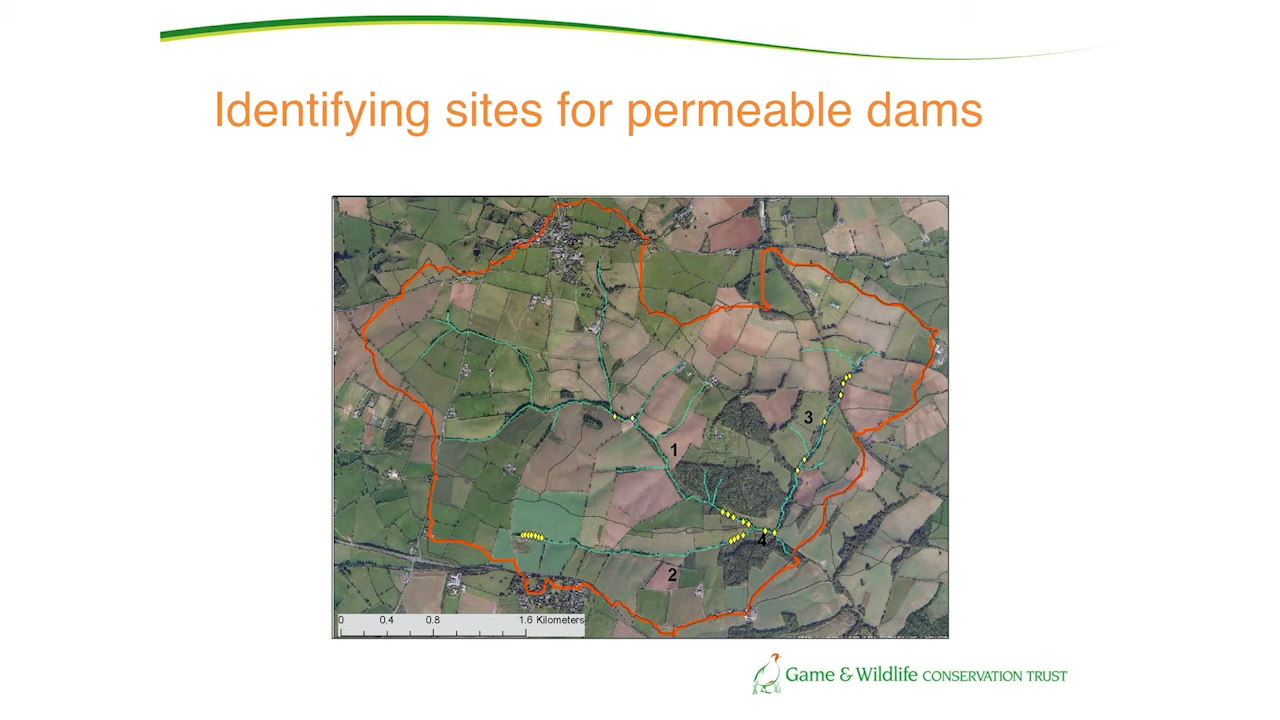 Identifying sites for permeable dams
3
1
4
2
0 0.4 0.8 1.6 Kilometers
Game & Wildlife CONSERVATION TRUST